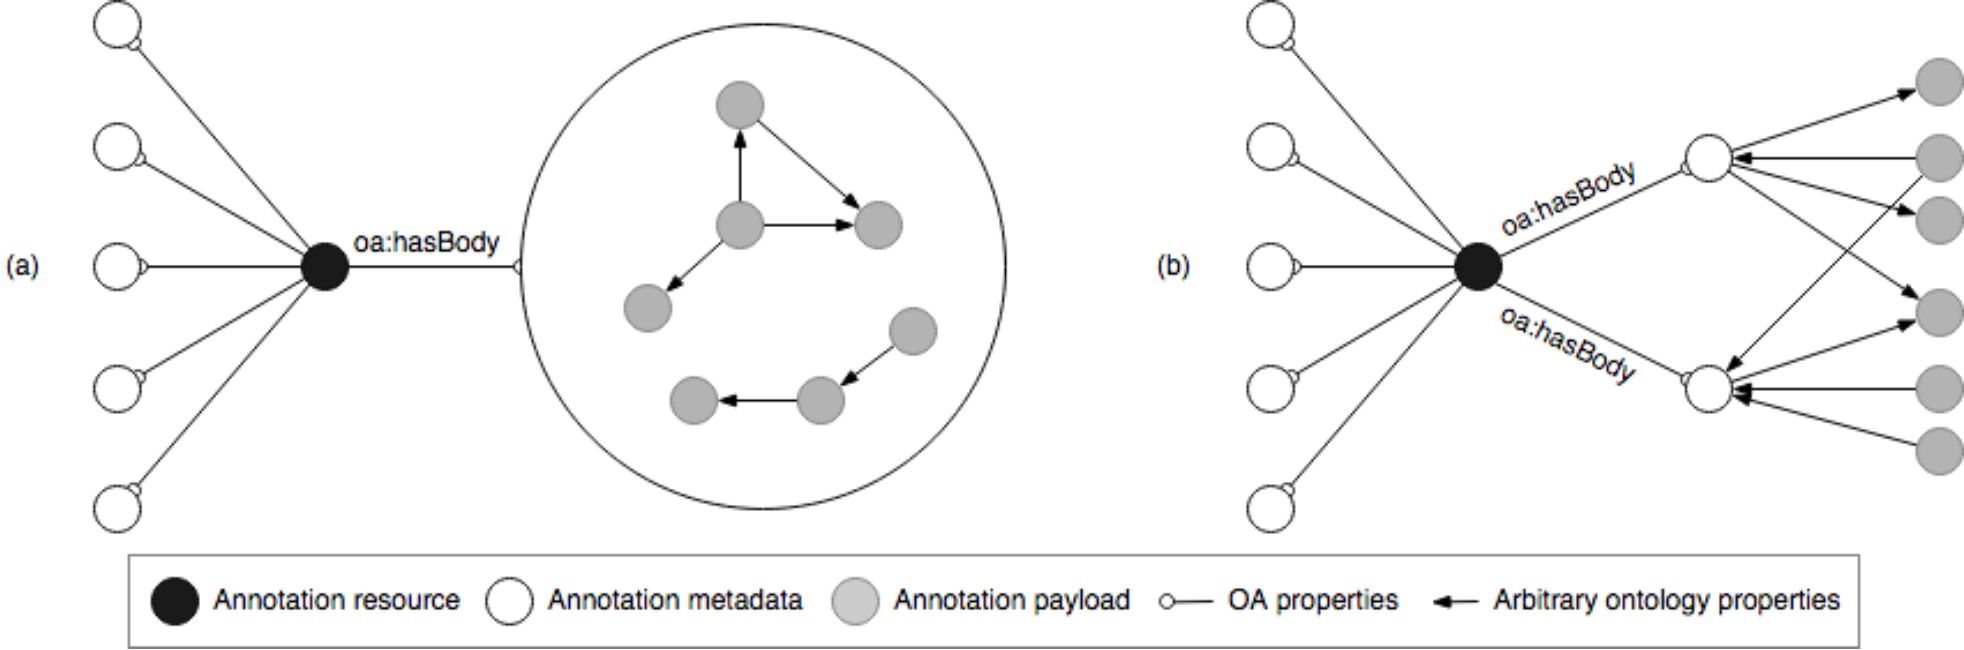 (a)
oa:hasBody
(b)
oa:hasBody
oa:hasBody
Annotation resource
Annotation metadata
Annotation payload
OA properties
Arbitrary ontology properties